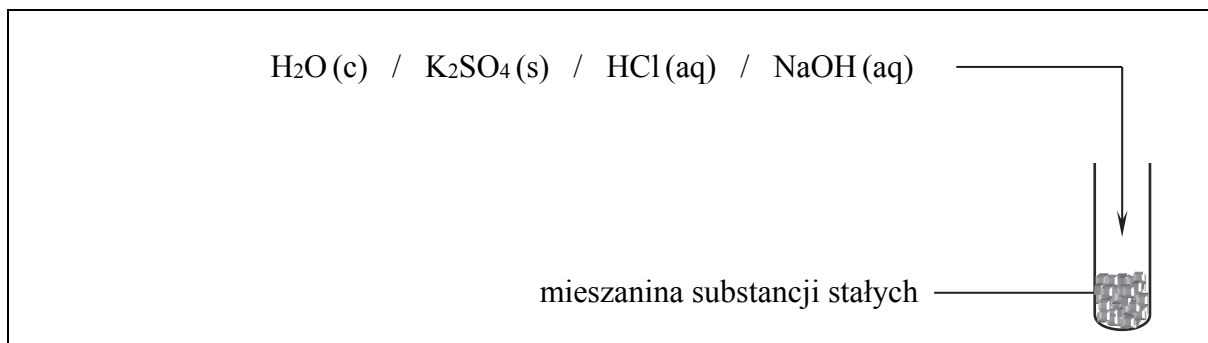 H₂O (c) / K₂SO₄ (s) / HCl (aq) / NaOH (aq)
mieszanina substancji stałych